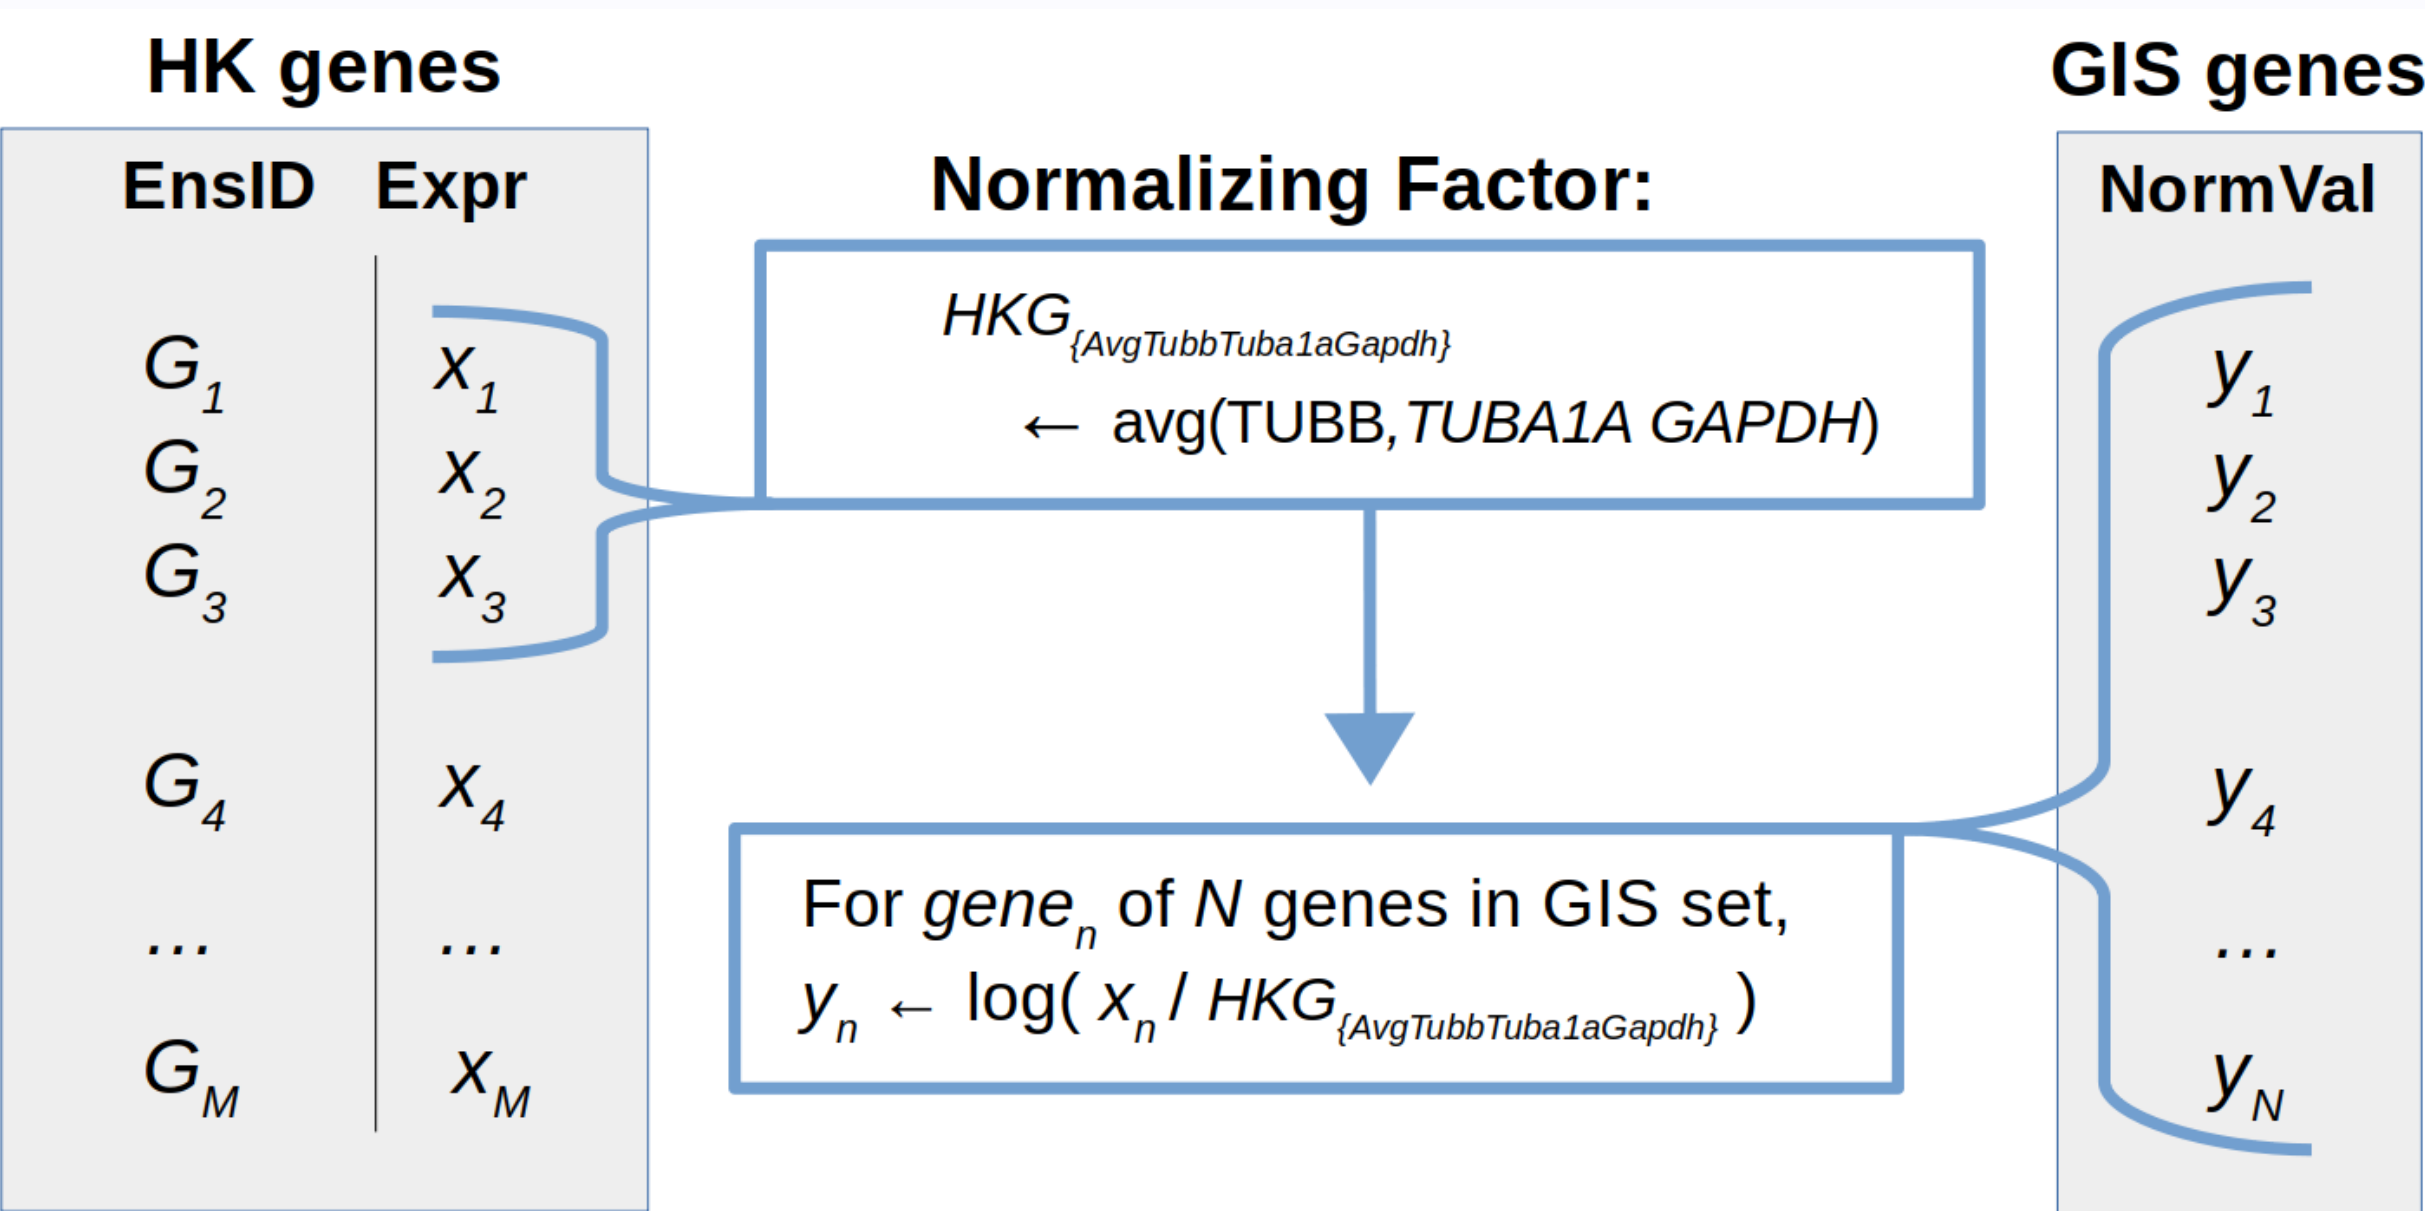 HK genes
EnsID Expr
G1 x1
G2 x2
G3 x3
G4 x4
... ...
GM xM
Normalizing Factor:
HKG{AvgTubbTuba1aGapdh}
← avg(TUBB,TUBA1A GAPDH)
For genen of N genes in GIS set,
yn ← log( xn / HKG{AvgTubbTuba1aGapdh} )
GIS genes
NormVal
y1
y2
y3
y4
...
yN